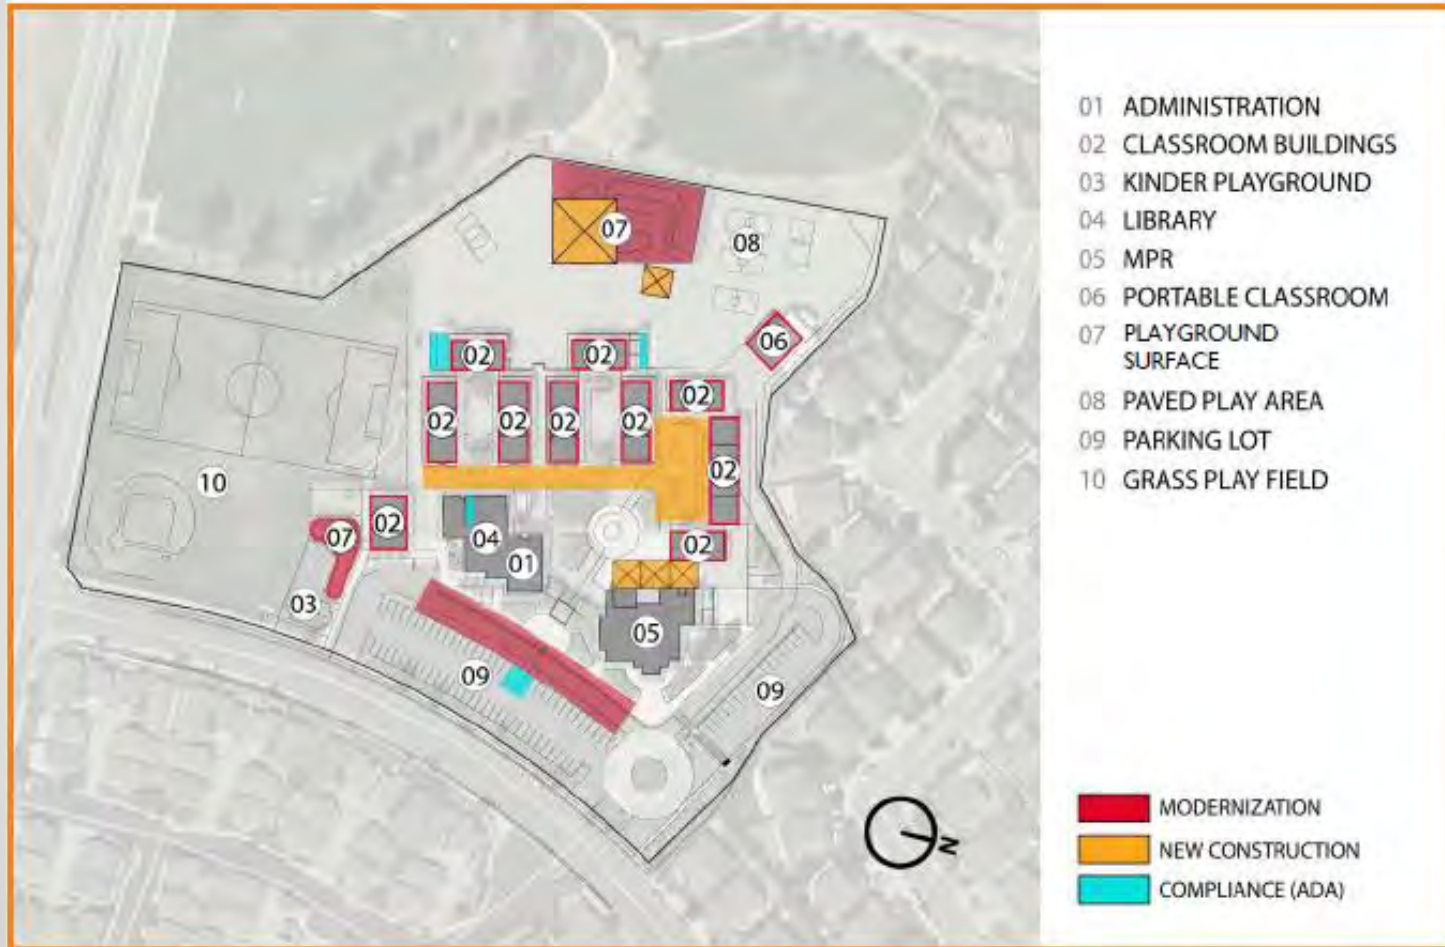 01 ADMINISTRATION
02 CLASSROOM BUILDINGS
03 KINDER PLAYGROUND
04 LIBRARY
05 MPR
06 PORTABLE CLASSROOM
07 PLAYGROUND
SURFACE
08 PAVED PLAY AREA
09 PARKING LOT
10 GRASS PLAY FIELD
07
08
06
02 02
02
02 02 02 02
02
10
02
07
04
02
01
03
05
09
09
N
MODERNIZATION
NEW CONSTRUCTION
COMPLIANCE (ADA)